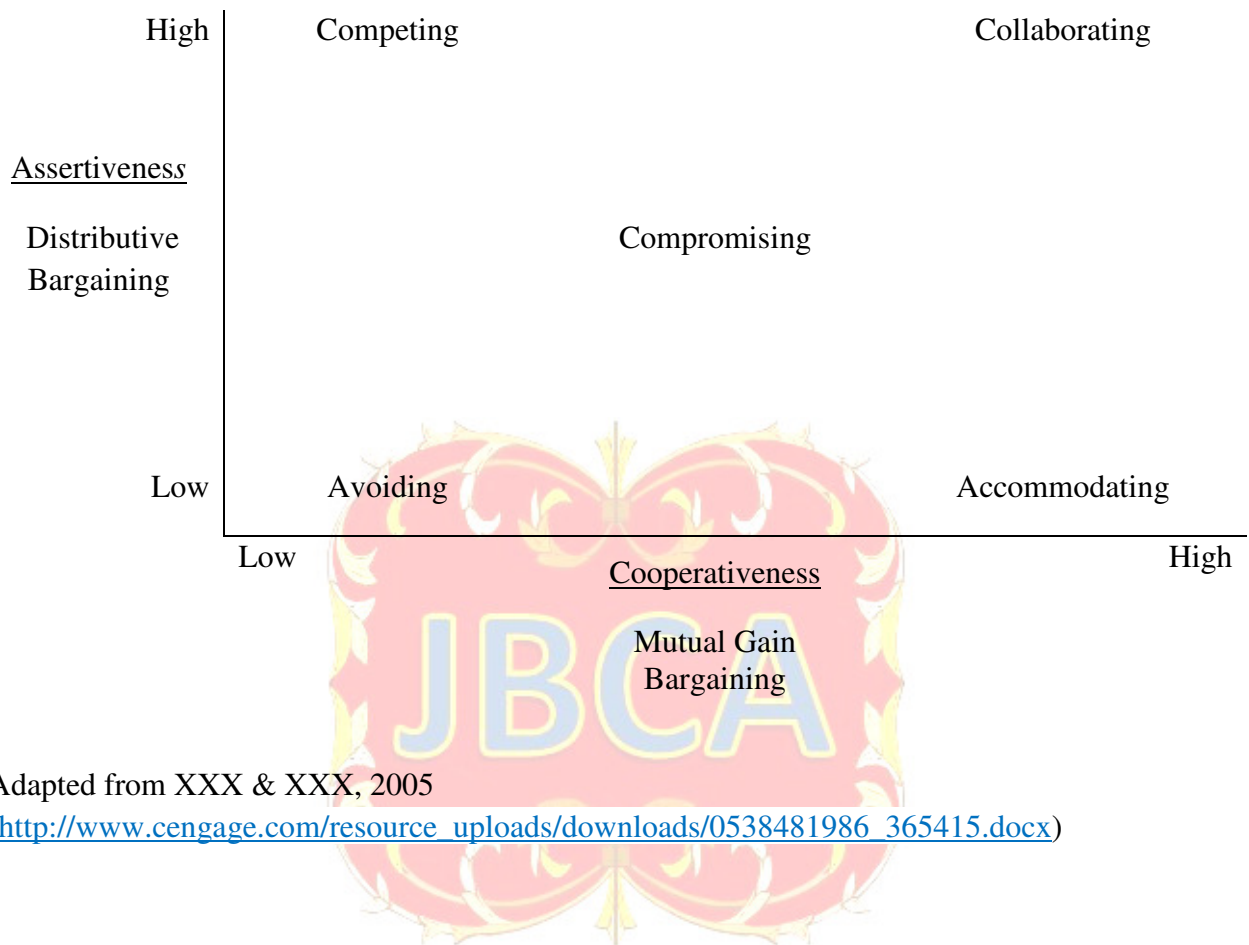 High Competing Collaborating
Assertiveness
Distributive
Bargaining
Compromising
Low Avoiding Accommodating
Low High
Cooperativeness
Mutual Gain
Bargaining
JBCA
Adapted from XXX & XXX, 2005
http://www.cengage.com/resource_uploads/downloads/0538481986_365415.docx)